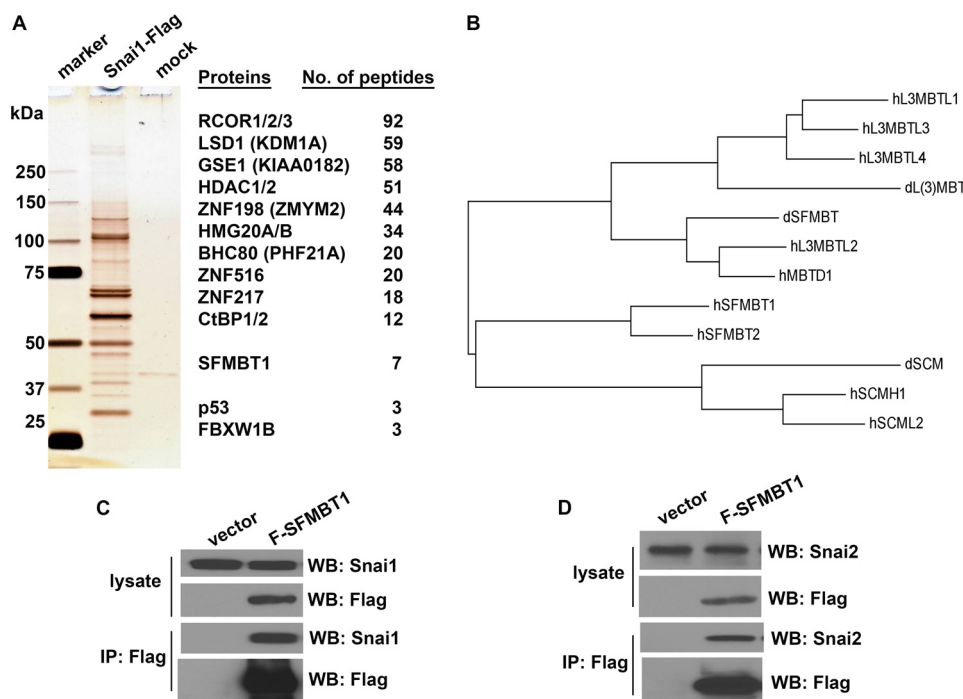 A
marker
Snai1-Flag
mock
Proteins No. of peptides
kDa
250
150
100
75
50
37
25
RCOR1/2/3 92
LSD1 (KDM1A) 59
GSE1 (KIAA0182) 58
HDAC1/2 51
ZNF198 (ZMYM2) 44
HMG20A/B 34
BHC80 (PHF21A) 20
ZNF516 20
ZNF217 18
CtBP1/2 12
SFMBT1 7
p53 3
FBXW1B 3
B
hL3MBTL1
hL3MBTL3
hL3MBTL4
dL(3)MBT
dSFMBT
hL3MBTL2
hMBTD1
hSFMBT1
hSFMBT2
dSCM
hSCMH1
hSCML2
C
vector
F-SFMBT1
lysate
WB: Snai1
WB: Flag
IP: Flag
WB: Snai1
WB: Flag
D
vector
F-SFMBT1
lysate
WB: Snai2
WB: Flag
IP: Flag
WB: Snai2
WB: Flag